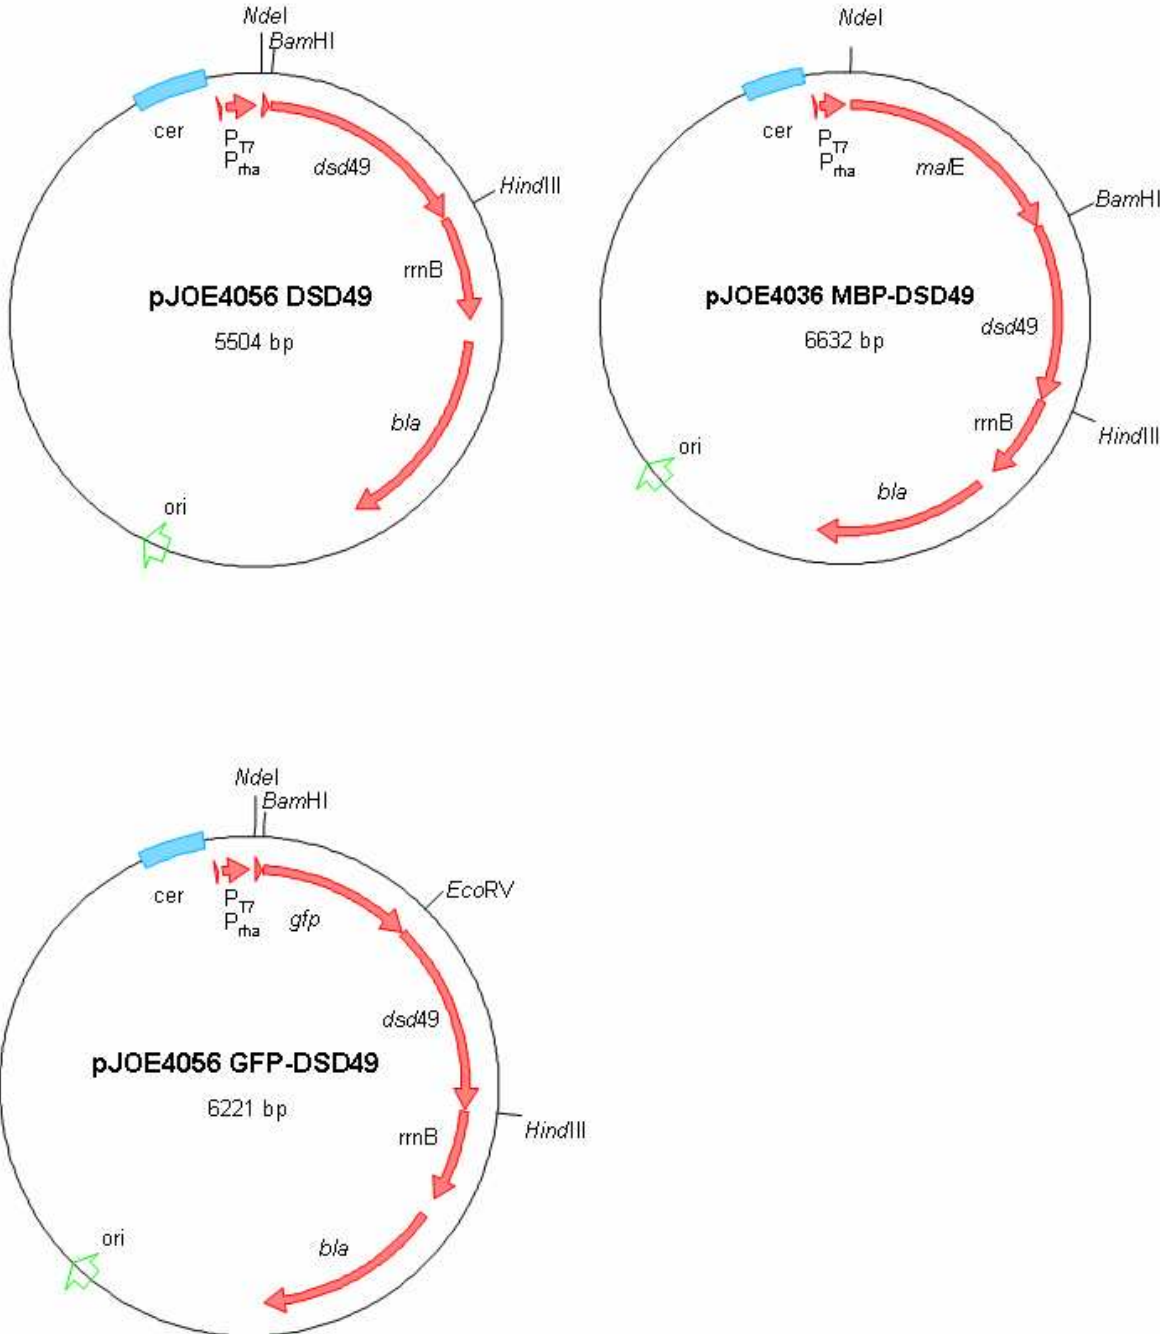 NdeI
BamHI
cer
PT7
Prha
dsd49
HindIII
rrnB
pJOE4056 DSD49
5504 bp
bla
ori
NdeI
cer
PT7
Prha
malE
BamHI
pJOE4036 MBP-DSD49
6632 bp
dsd49
rrnB
HindIII
ori
bla
NdeI
BamHI
EcoRV
cer
PT7
Prha
gfp
dsd49
pJOE4056 GFP-DSD49
6221 bp
rrnB
HindIII
ori
bla